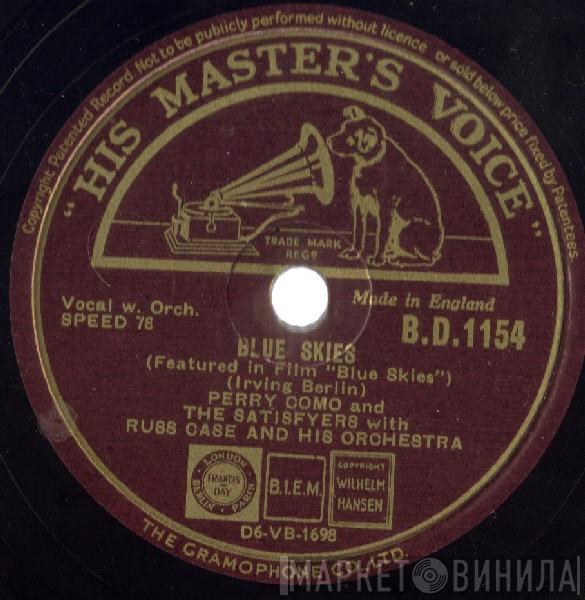 Copyright Patented Record. Not to be publicly performed without licence or sold below price fixed by Patentees.
"HIS MASTER'S VOICE"
TRADE MARK
REGD
Vocal w. Orch.
SPEED 78
Made in England
B.D.1154
BLUE SKIES
(Featured in Film "Blue Skies")
(Irving Berlin)
PERRY COMO and
THE SATISFYERS with
RUSS CASE AND HIS ORCHESTRA
LONDON
FRANCIS
DAY
BERLIN
PARIS
B.I.E.M.
COPYRIGHT
WILHELM
HANSEN
D6-VB-1698
THE GRAMOPHONE CO. LTD.
МАРКЕТ ВИНИЛА